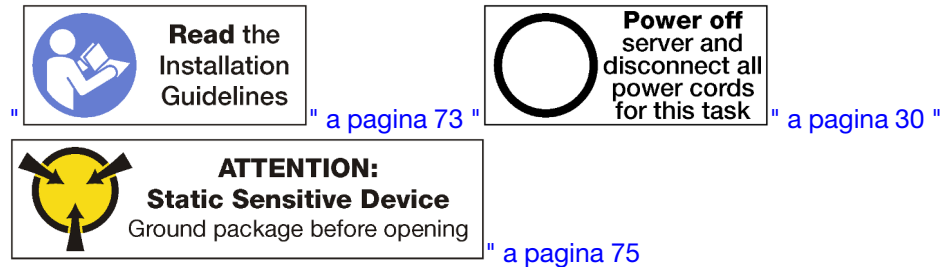 " Read the Installation Guidelines " a pagina 73 " Power off server and disconnect all power cords for this task " a pagina 30 "
ATTENTION: Static Sensitive Device Ground package before opening " a pagina 75